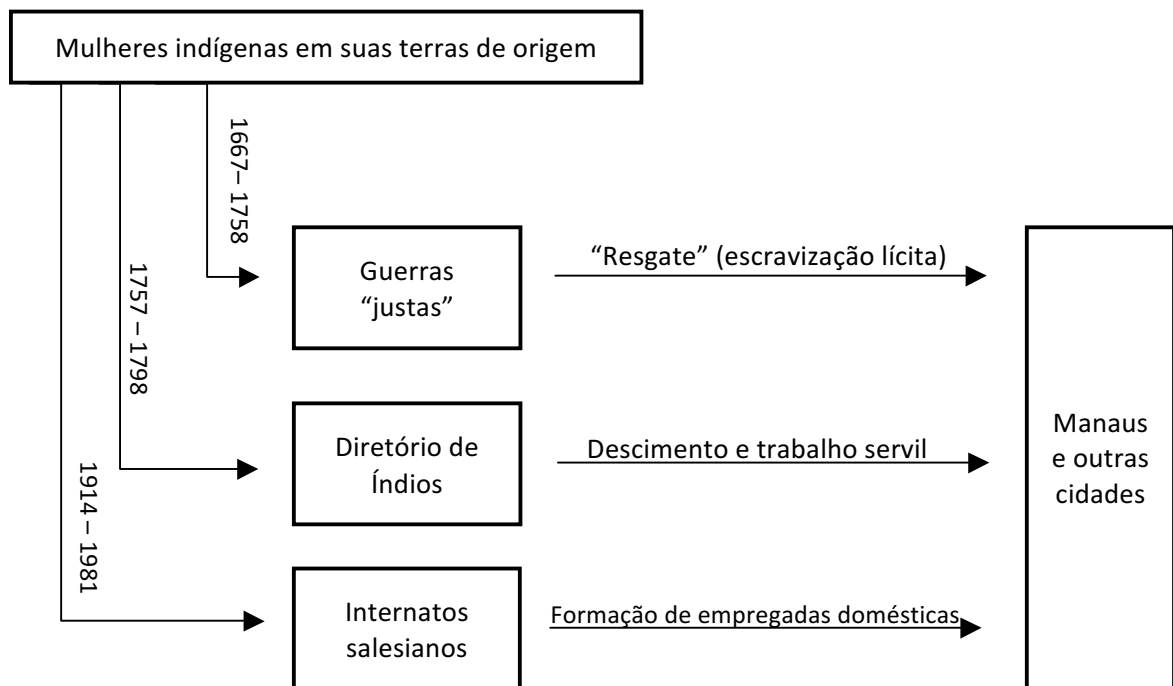 Mulheres indígenas em suas terras de origem
1667– 1758
1757 – 1798
1914 – 1981
Guerras
“justas”
“Resgate” (escravização lícita)
Diretório de
Índios
Descimento e trabalho servil
Internatos
salesianos
Formação de empregadas domésticas
Manaus
e outras
cidades